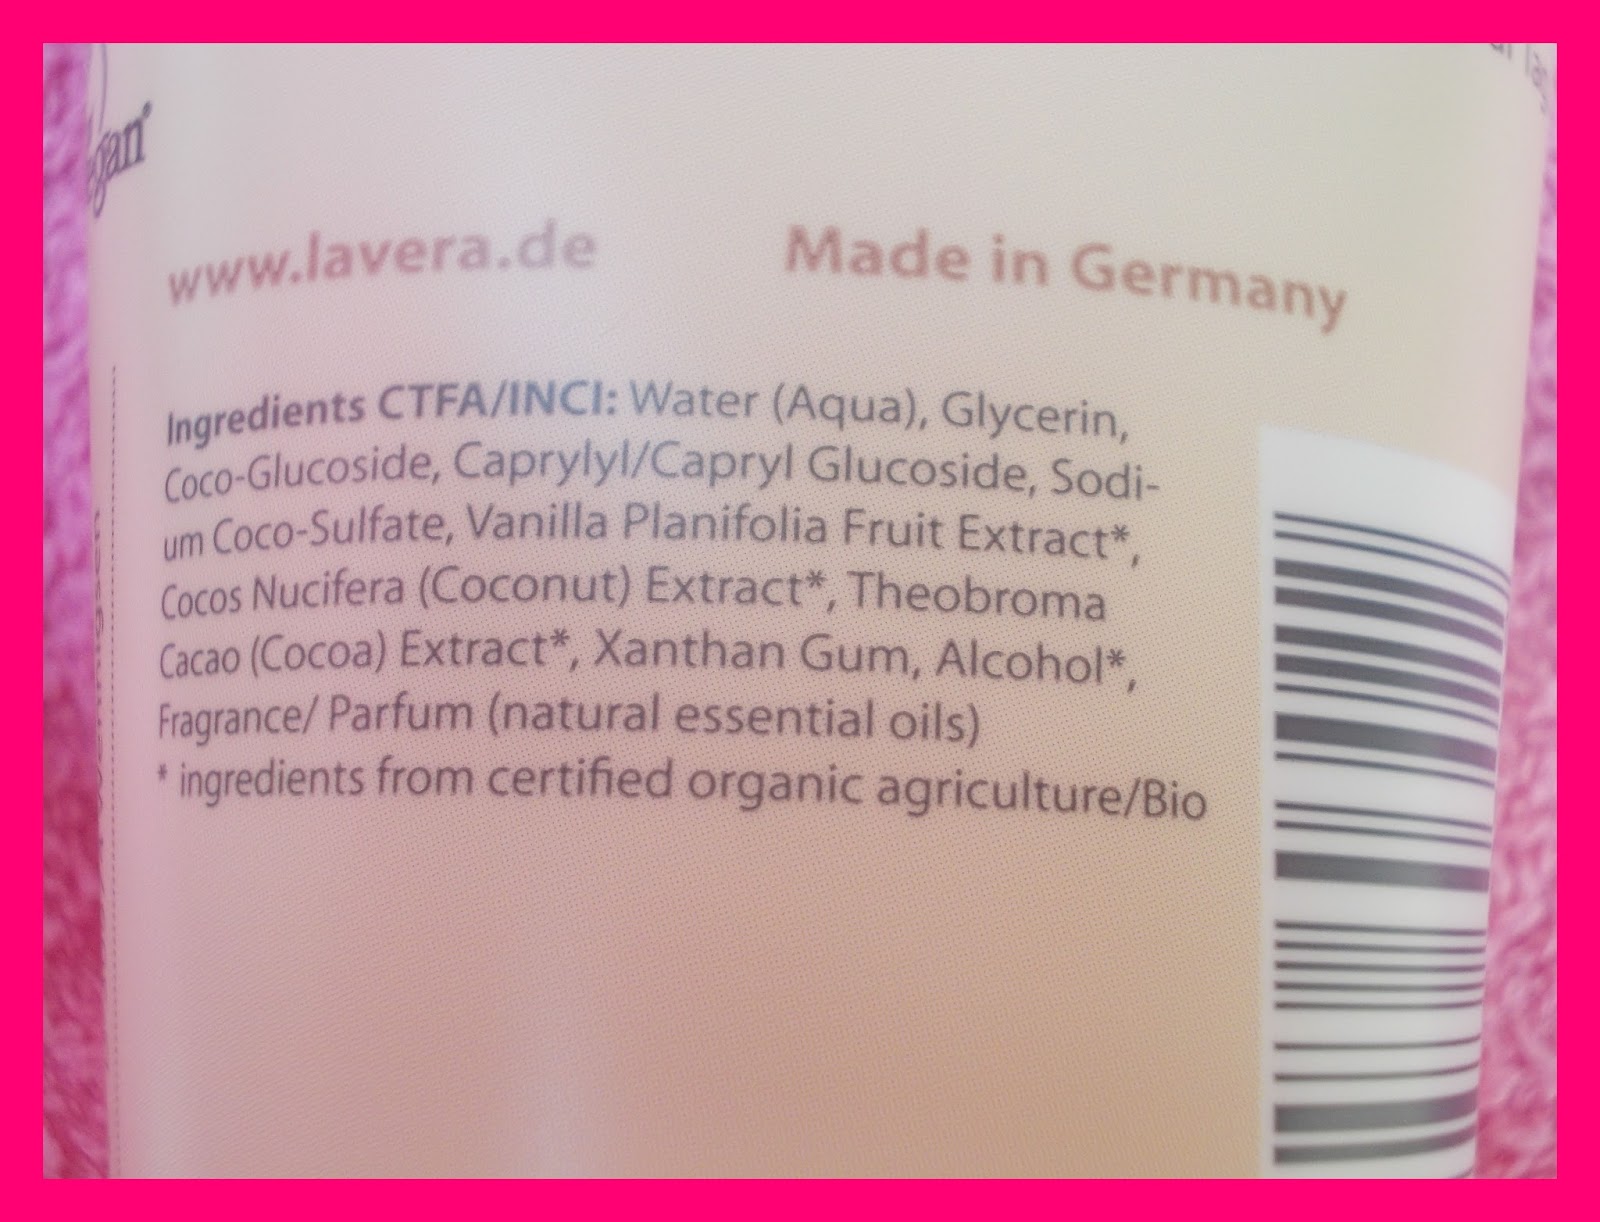 www.lavera.de
Made in Germany
Ingredients CTFA/INCI: Water (Aqua), Glycerin,
Coco-Glucoside, Caprylyl/Capryl Glucoside, Sodi-
um Coco-Sulfate, Vanilla Planifolia Fruit Extract*,
Cocos Nucifera (Coconut) Extract*, Theobroma
Cacao (Cocoa) Extract*, Xanthan Gum, Alcohol*,
Fragrance/ Parfum (natural essential oils)
* ingredients from certified organic agriculture/Bio